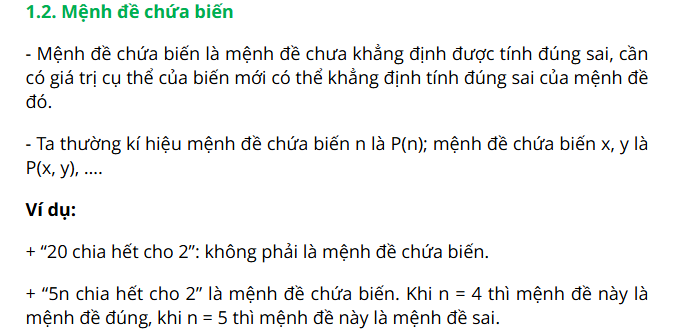 1.2. Mệnh đề chứa biến
- Mệnh đề chứa biến là mệnh đề chưa khẳng định được tính đúng sai, cần
có giá trị cụ thể của biến mới có thể khẳng định tính đúng sai của mệnh đề
đó.
- Ta thường kí hiệu mệnh đề chứa biến n là P(n); mệnh đề chứa biến x, y là
P(x, y), ....
Ví dụ:
+ “20 chia hết cho 2”: không phải là mệnh đề chứa biến.
+ “5n chia hết cho 2” là mệnh đề chứa biến. Khi n = 4 thì mệnh đề này là
mệnh đề đúng, khi n = 5 thì mệnh đề này là mệnh đề sai.